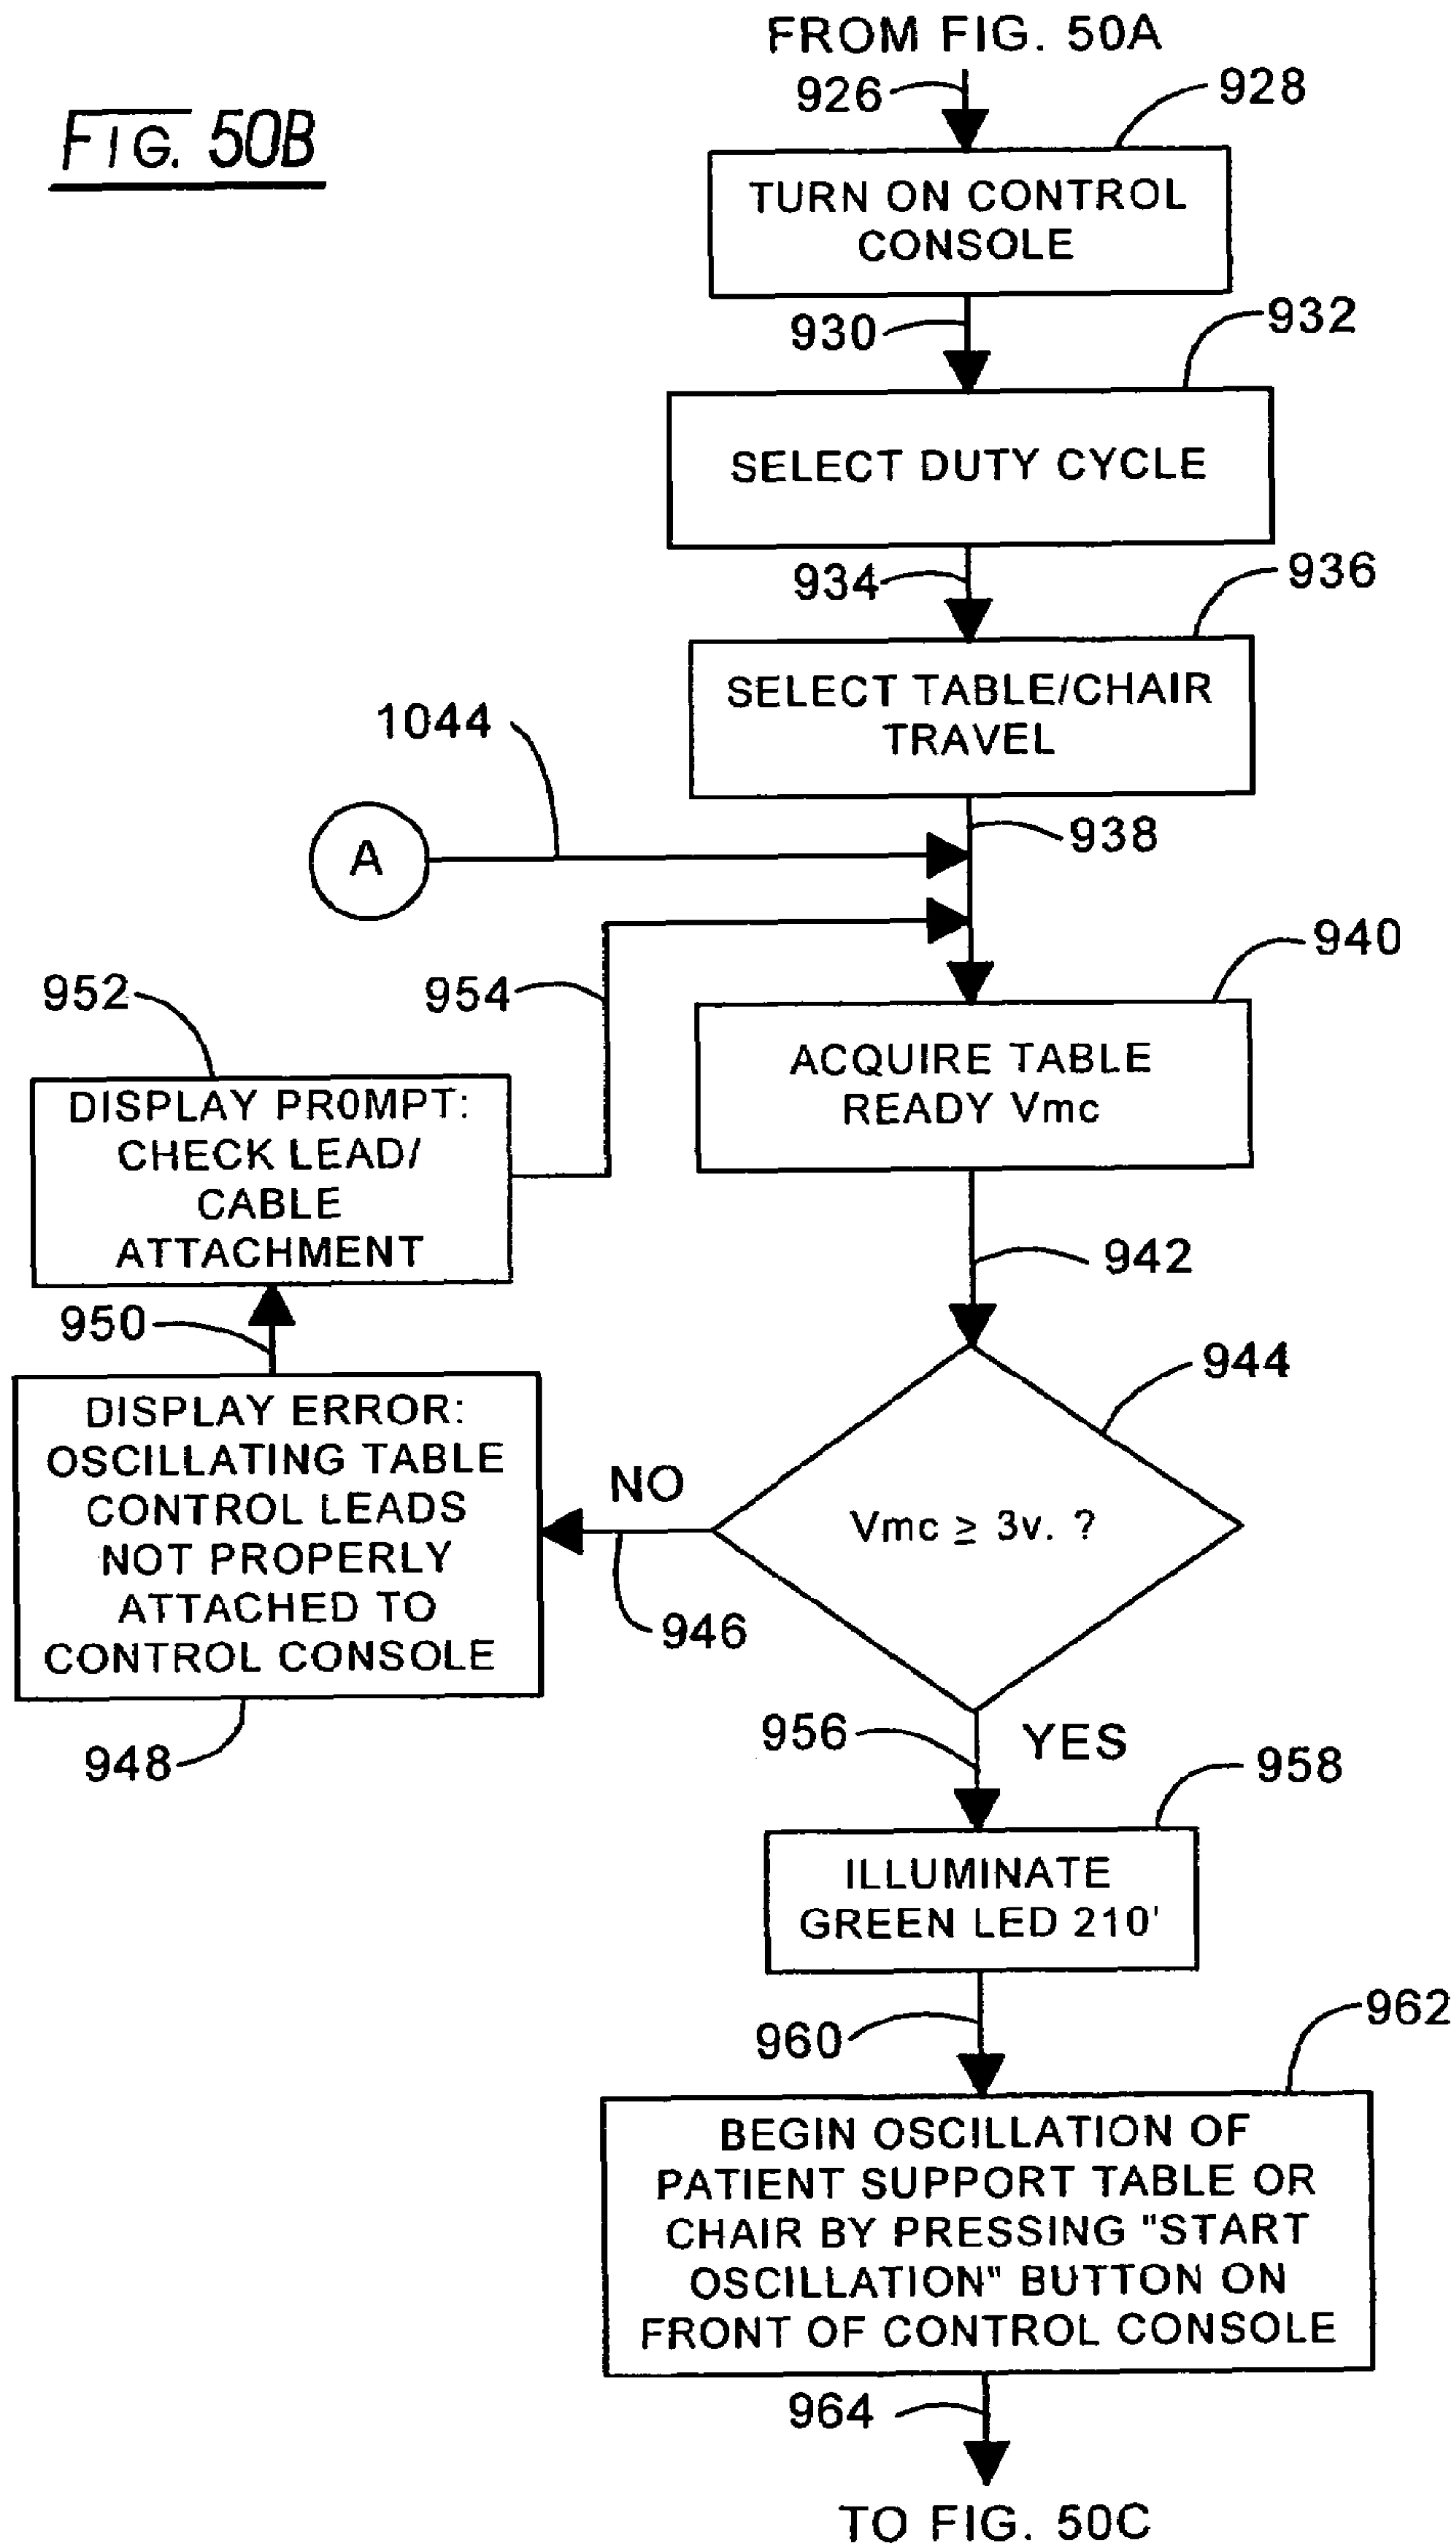 FROM FIG. 50A
FIG. 50B
926
928
TURN ON CONTROL
CONSOLE
930
932
SELECT DUTY CYCLE
934
936
SELECT TABLE/CHAIR
TRAVEL
1044
938
A
940
952
954
ACQUIRE TABLE
READY Vmc
DISPLAY PROMPT:
CHECK LEAD/
CABLE
ATTACHMENT
942
950
944
DISPLAY ERROR:
OSCILLATING TABLE
CONTROL LEADS
NOT PROPERLY
ATTACHED TO
CONTROL CONSOLE
NO
Vmc ≥ 3v. ?
946
948
956
YES
958
ILLUMINATE
GREEN LED 210'
960
962
BEGIN OSCILLATION OF
PATIENT SUPPORT TABLE OR
CHAIR BY PRESSING "START
OSCILLATION" BUTTON ON
FRONT OF CONTROL CONSOLE
964
TO FIG. 50C